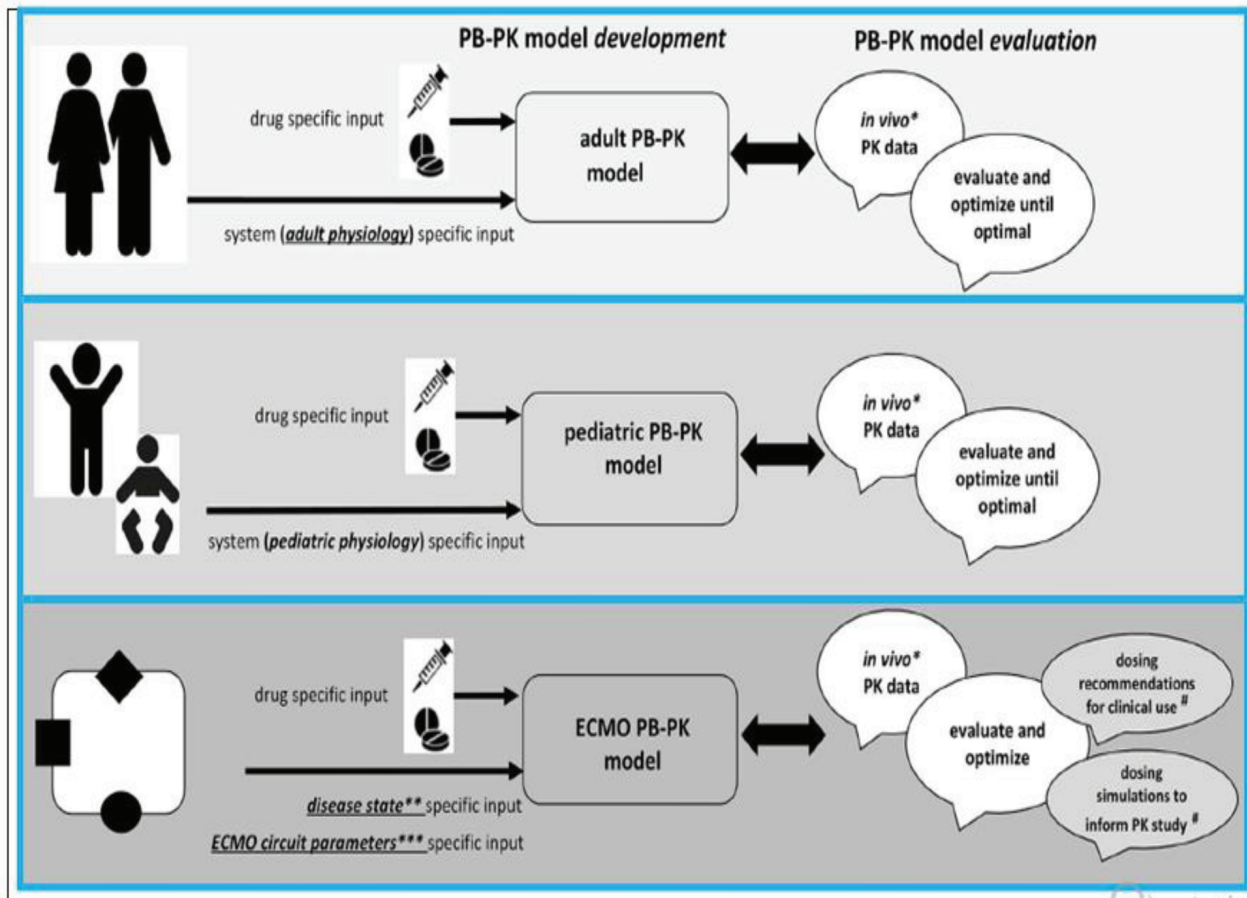 PB-PK model development
PB-PK model evaluation
drug specific input
adult PB-PK
model
in vivo*
PK data
evaluate and
optimize until
optimal
system (adult physiology) specific input
drug specific input
pediatric PB-PK
model
in vivo*
PK data
evaluate and
optimize until
optimal
system (pediatric physiology) specific input
drug specific input
ECMO PB-PK
model
in vivo*
PK data
evaluate and
optimize
dosing
recommendations
for clinical use #
dosing
simulations to
inform PK study #
disease state** specific input
ECMO circuit parameters*** specific input